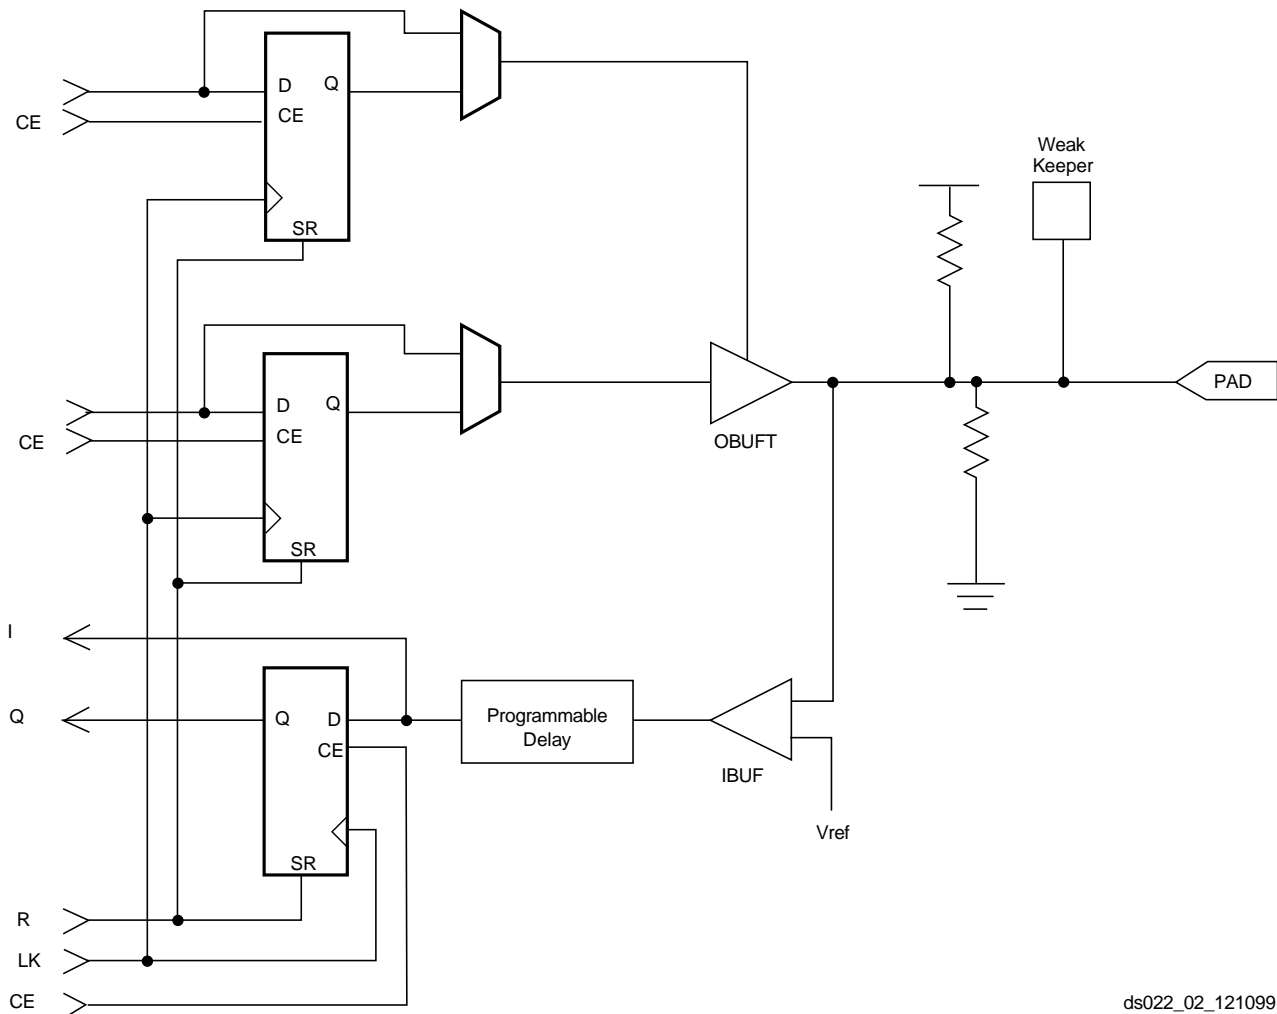 D Q
CE
CE
SR
Weak
Keeper
D Q
CE
CE
SR
OBUFT
PAD
I
Q
Q D
CE
SR
Programmable
Delay
IBUF
Vref
R
LK
CE
ds022_02_121099